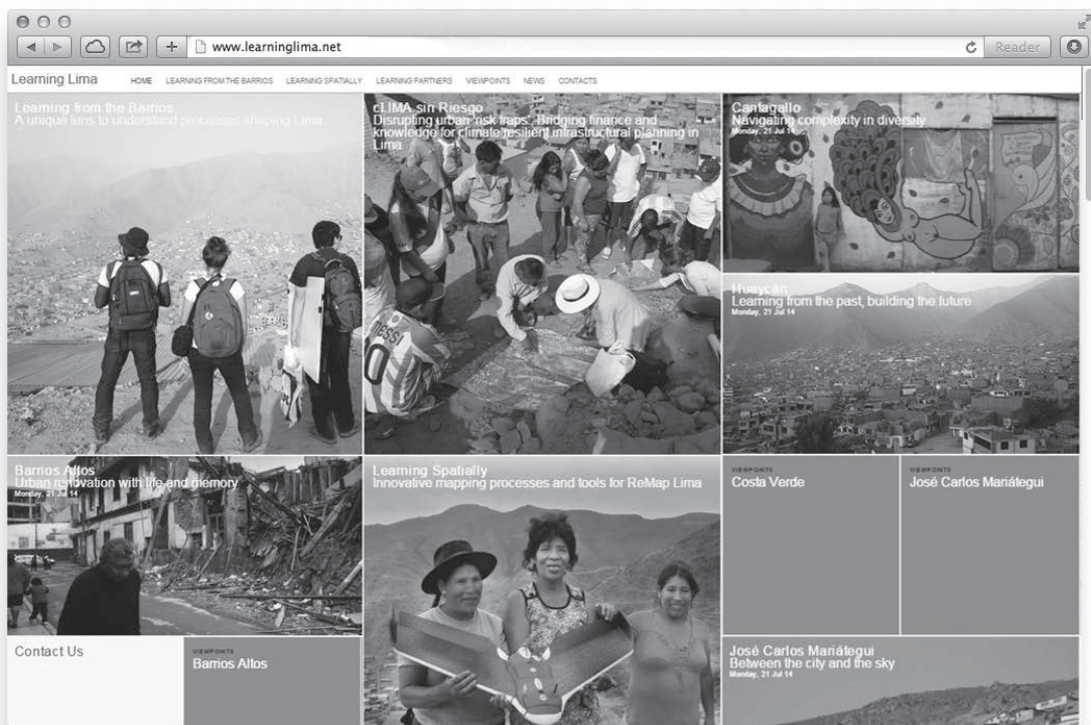 www.learninglima.net
Reader
Learning Lima
HOME
LEARNING FROM THE BARRIOS
LEARNING SPATIALLY
LEARNING PARTNERS
VIEWPOINTS
NEWS
CONTACTS
Learning from the Barrios
A unique lens to understand processes shaping Lima
cLIMA sin Riesgo
Disrupting urban 'risk traps': Bridging finance and
knowledge for climate resilient infrastructural planning in
Lima
MESSI
10
Cantagallo
Navigating complexity in diversity
Monday, 21 Jul 14
Huaycán
Learning from the past, building the future
Monday, 21 Jul 14
Barrios Altos
Urban renovation with life and memory
Monday, 21 Jul 14
Learning Spatially
Innovative mapping processes and tools for ReMap Lima
VIEWPOINTS
Costa Verde
VIEWPOINTS
José Carlos Mariátegui
Contact Us
VIEWPOINTS
Barrios Altos
José Carlos Mariátegui
Between the city and the sky
Monday, 21 Jul 14